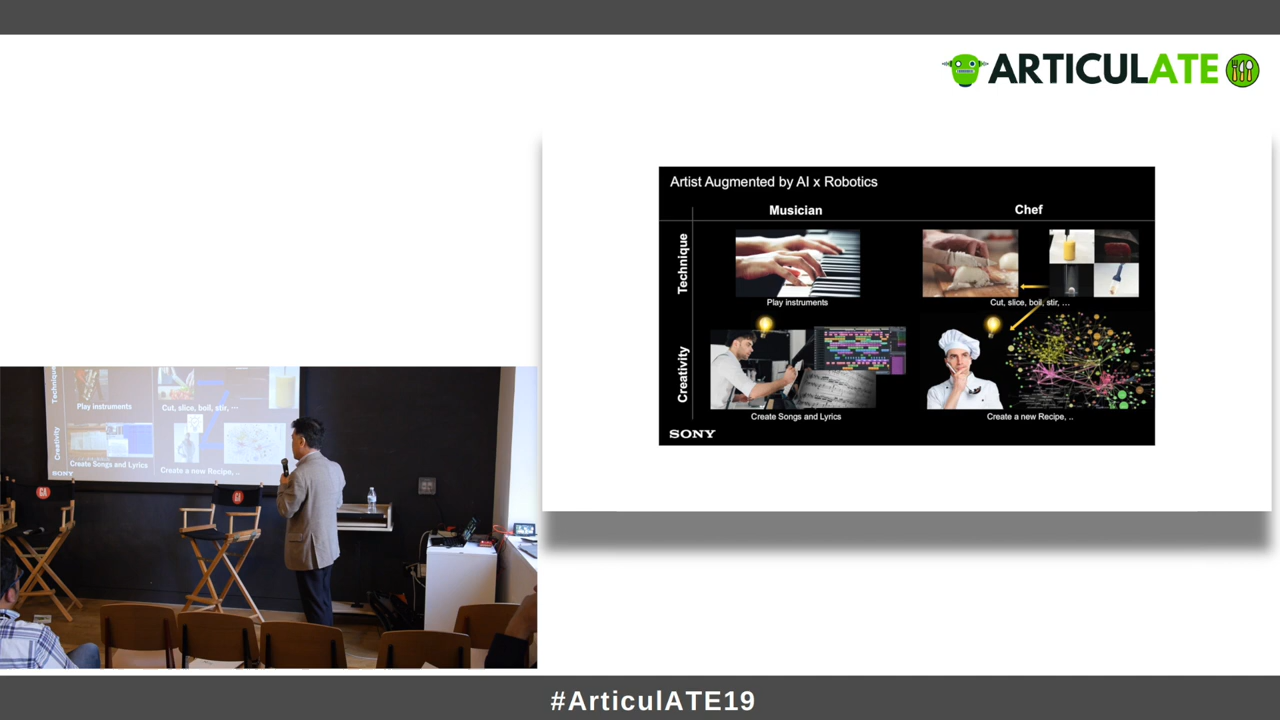 ARTICULATE
Artist Augmented by AI x Robotics
Musician
Chef
Technique
Play instruments
Cut, slice, boil, stir, ...
Creativity
Create Songs and Lyrics
Create a new Recipe, ..
SONY
Technique
Play instruments
Cut, slice, boil, stir, ...
Creativity
Create Songs and Lyrics
Create a new Recipe, ..
SONY
GA
GA
#ArticulATE19